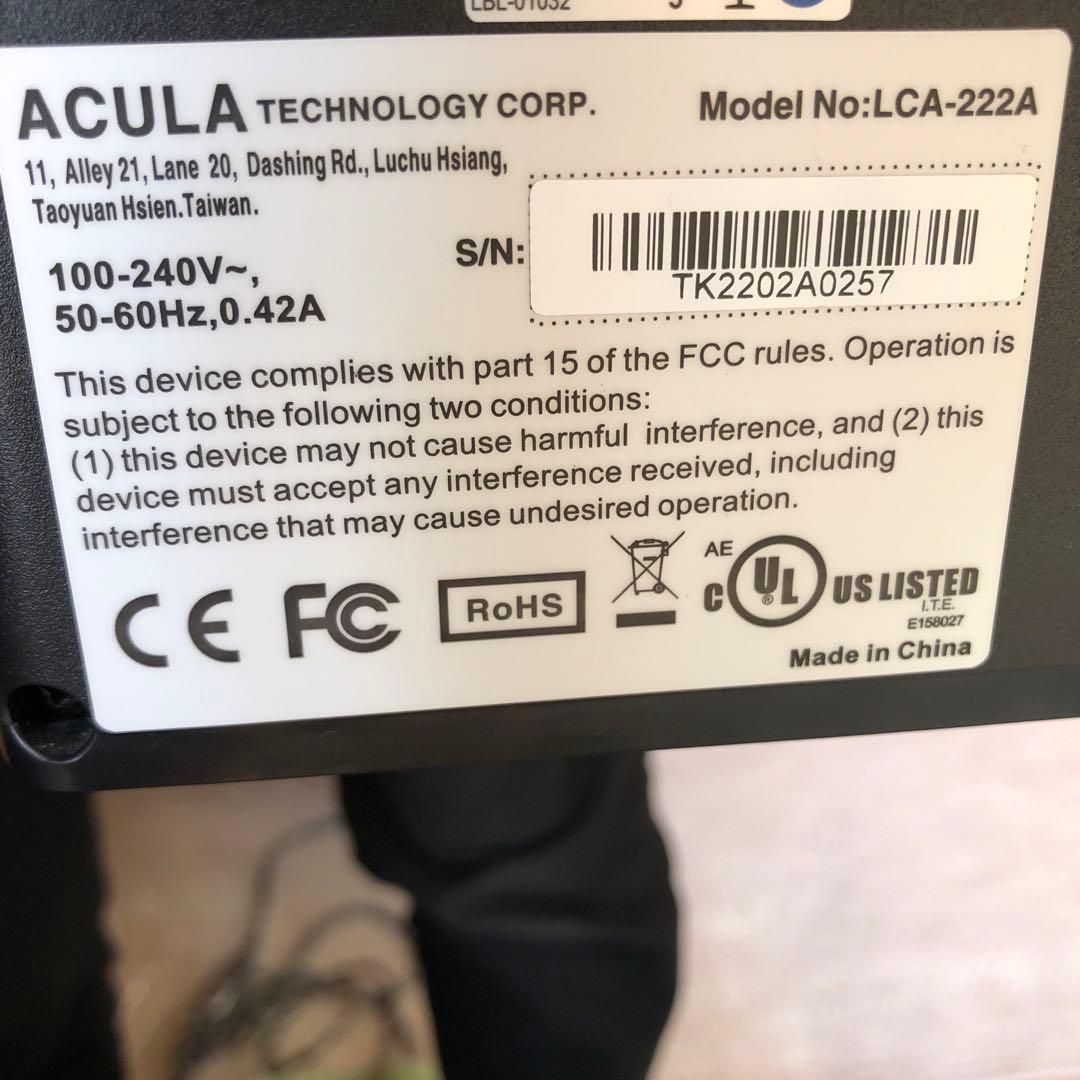 LBL-01032
ACULA TECHNOLOGY CORP.
Model No:LCA-222A
11, Alley 21, Lane 20, Dashing Rd., Luchu Hsiang,
Taoyuan Hsien.Taiwan.
100-240V~,
50-60Hz,0.42A
S/N:
TK2202A0257
This device complies with part 15 of the FCC rules. Operation is
subject to the following two conditions:
(1) this device may not cause harmful interference, and (2) this
device must accept any interference received, including
interference that may cause undesired operation.
CE FC RoHS
AE
C UL ® US LISTED
I.T.E.
E158027
Made in China